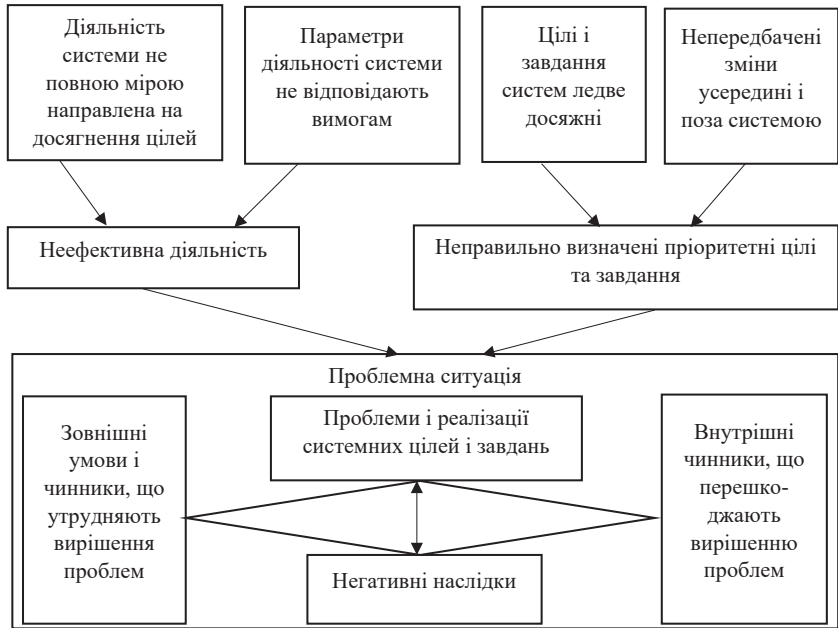 Діяльність
системи не
повною мірою
направлена на
досягнення цілей
Параметри
діяльності системи
не відповідають
вимогам
Цілі і
завдання
систем ледве
досяжні
Непередбачені
зміни
усередині і
поза системою
Неефективна діяльність
Неправильно визначені пріоритетні цілі
та завдання
Проблемна ситуація
Зовнішні
умови і
чинники, що
утрудняють
вирішення
проблем
Проблеми і реалізації
системних цілей і завдань
Негативні наслідки
Внутрішні
чинники, що
перешко-
джають
вирішенню
проблем